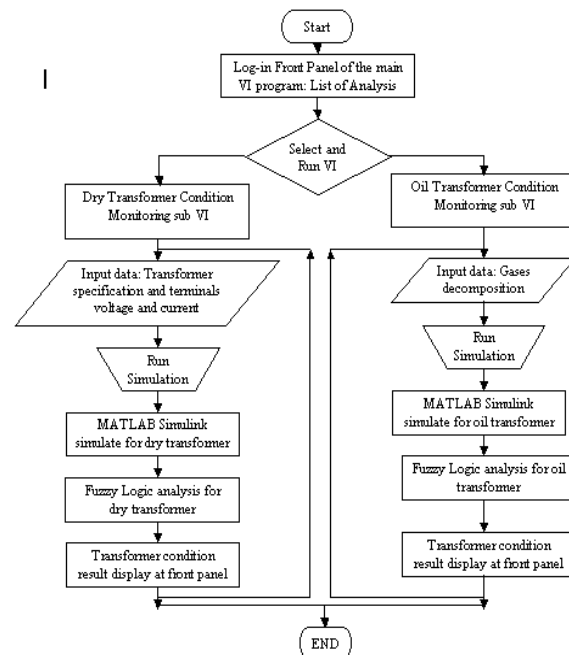 Start
Log-in Front Panel of the main
VI program: List of Analysis
Select and
Run VI
Dry Transformer Condition
Monitoring sub VI
Input data: Transformer
specification and terminals
voltage and current
Run
Simulation
MATLAB Simulink
simulate for dry transformer
Fuzzy Logic analysis for
dry transformer
Transformer condition
result display at front panel
Oil Transformer Condition
Monitoring sub VI
Input data: Gases
decomposition
Run
Simulation
MATLAB Simulink
simulate for oil transformer
Fuzzy Logic analysis for oil
transformer
Transformer condition
result display at front panel
END